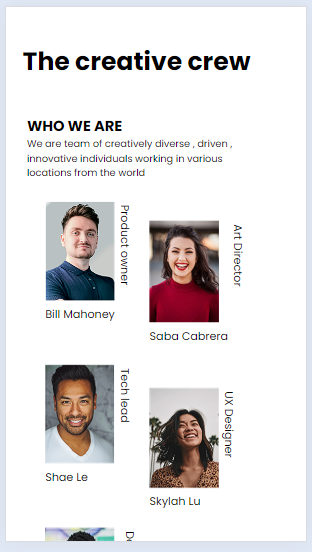 The creative crew
WHO WE ARE
We are team of creatively diverse , driven ,
innovative individuals working in various
locations from the world
Product owner
Bill Mahoney
Art Director
Saba Cabrera
Tech lead
Shae Le
UX Designer
Skylah Lu